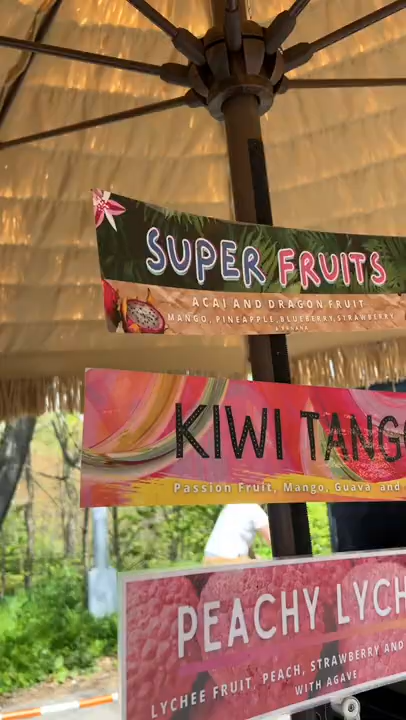 SUPER FRUITS
ACAI AND DRAGON FRUIT
MANGO, PINEAPPLE, BLUEBERRY, STRAWBERRY
& BANANA
KIWI TANG
Passion Fruit, Mango, Guava and
PEACHY LYCH
LYCHEE FRUIT, PEACH, STRAWBERRY AND
WITH AGAVE